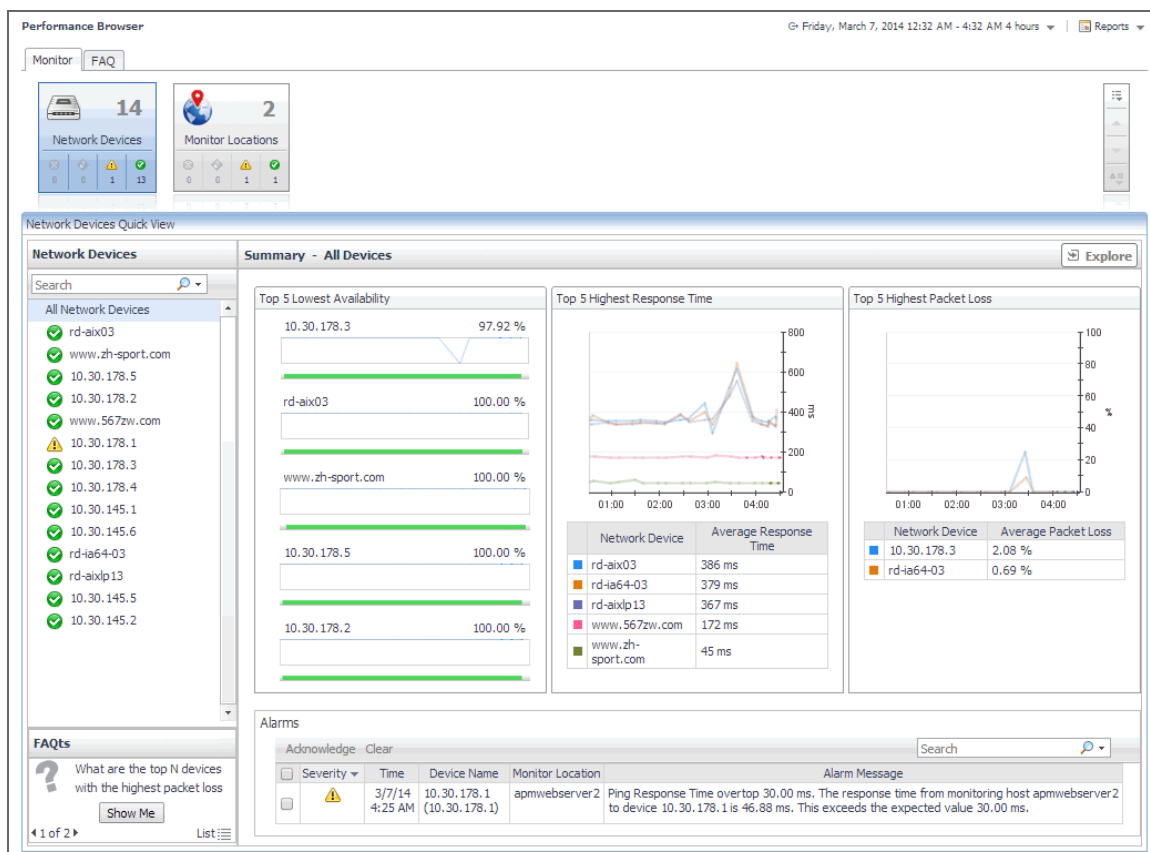 Performance Browser
Friday, March 7, 2014 12:32 AM - 4:32 AM 4 hours
Reports
Monitor
FAQ
14
Network Devices
0 0 1 13
2
Monitor Locations
0 0 1 1
Network Devices Quick View
Network Devices
Search
All Network Devices
rd-aix03
www.zh-sport.com
10.30.178.5
10.30.178.2
www.567zw.com
10.30.178.1
10.30.178.3
10.30.178.4
10.30.145.1
10.30.145.6
rd-ia64-03
rd-aixlp13
10.30.145.5
10.30.145.2
FAQts
What are the top N devices
with the highest packet loss
Show Me
1 of 2
List
Summary - All Devices
Explore
Top 5 Lowest Availability
10.30.178.3 97.92 %
rd-aix03 100.00 %
www.zh-sport.com 100.00 %
10.30.178.5 100.00 %
10.30.178.2 100.00 %
Top 5 Highest Response Time
800
600
400
200
0
ms
01:00 02:00 03:00 04:00
Network Device Average Response Time
rd-aix03 386 ms
rd-ia64-03 379 ms
rd-aixlp13 367 ms
www.567zw.com 172 ms
www.zh-sport.com 45 ms
Top 5 Highest Packet Loss
100
80
60
40
20
0
%
01:00 02:00 03:00 04:00
Network Device Average Packet Loss
10.30.178.3 2.08 %
rd-ia64-03 0.69 %
Alarms
Acknowledge Clear
Search
Severity Time Device Name Monitor Location Alarm Message
3/7/14 4:25 AM 10.30.178.1 (10.30.178.1) apmwebserver2 Ping Response Time overtop 30.00 ms. The response time from monitoring host apmwebserver2
to device 10.30.178.1 is 46.88 ms. This exceeds the expected value 30.00 ms.